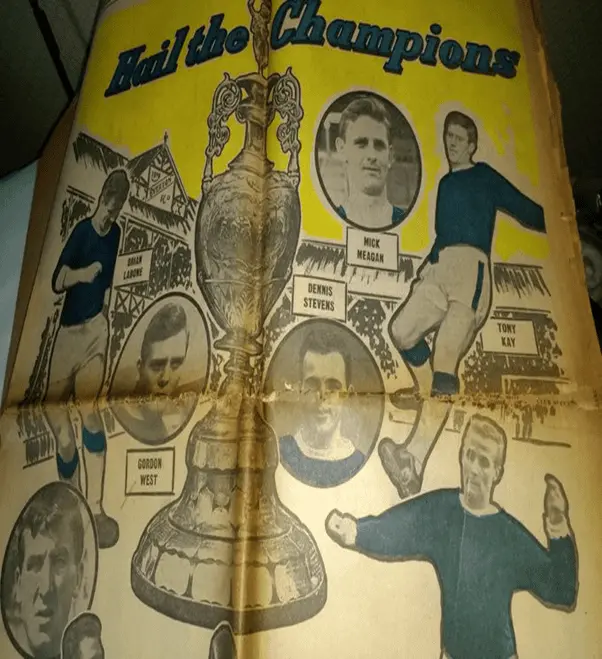 Hail the Champions
MICK
MEAGAN
BRIAN
LABONE
DENNIS
STEVENS
TONY
KAY
GORDON
WEST